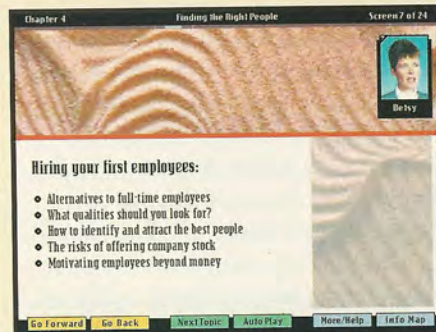 Chapter 4 Finding the Right People Screen 7 of 24
Betsy
Hiring your first employees:
Alternatives to full-time employees
What qualities should you look for?
How to identify and attract the best people
The risks of offering company stock
Motivating employees beyond money
Go Forward Go Back Next Topic Auto Play More/Help Info Map